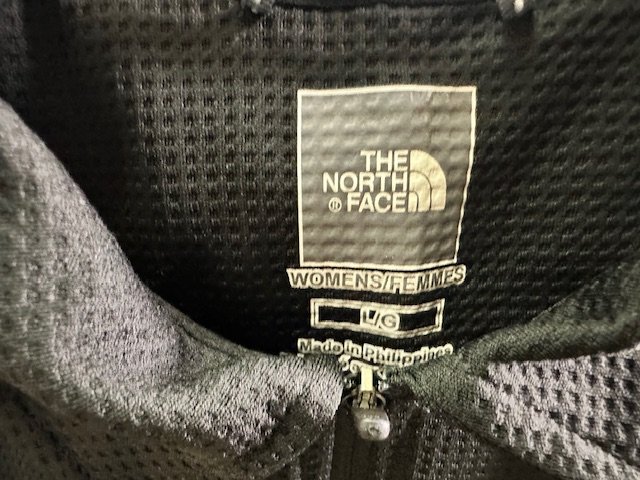 THE
NORTH
® FACE
WOMENS/FEMMES
L/G
Made in Philippines